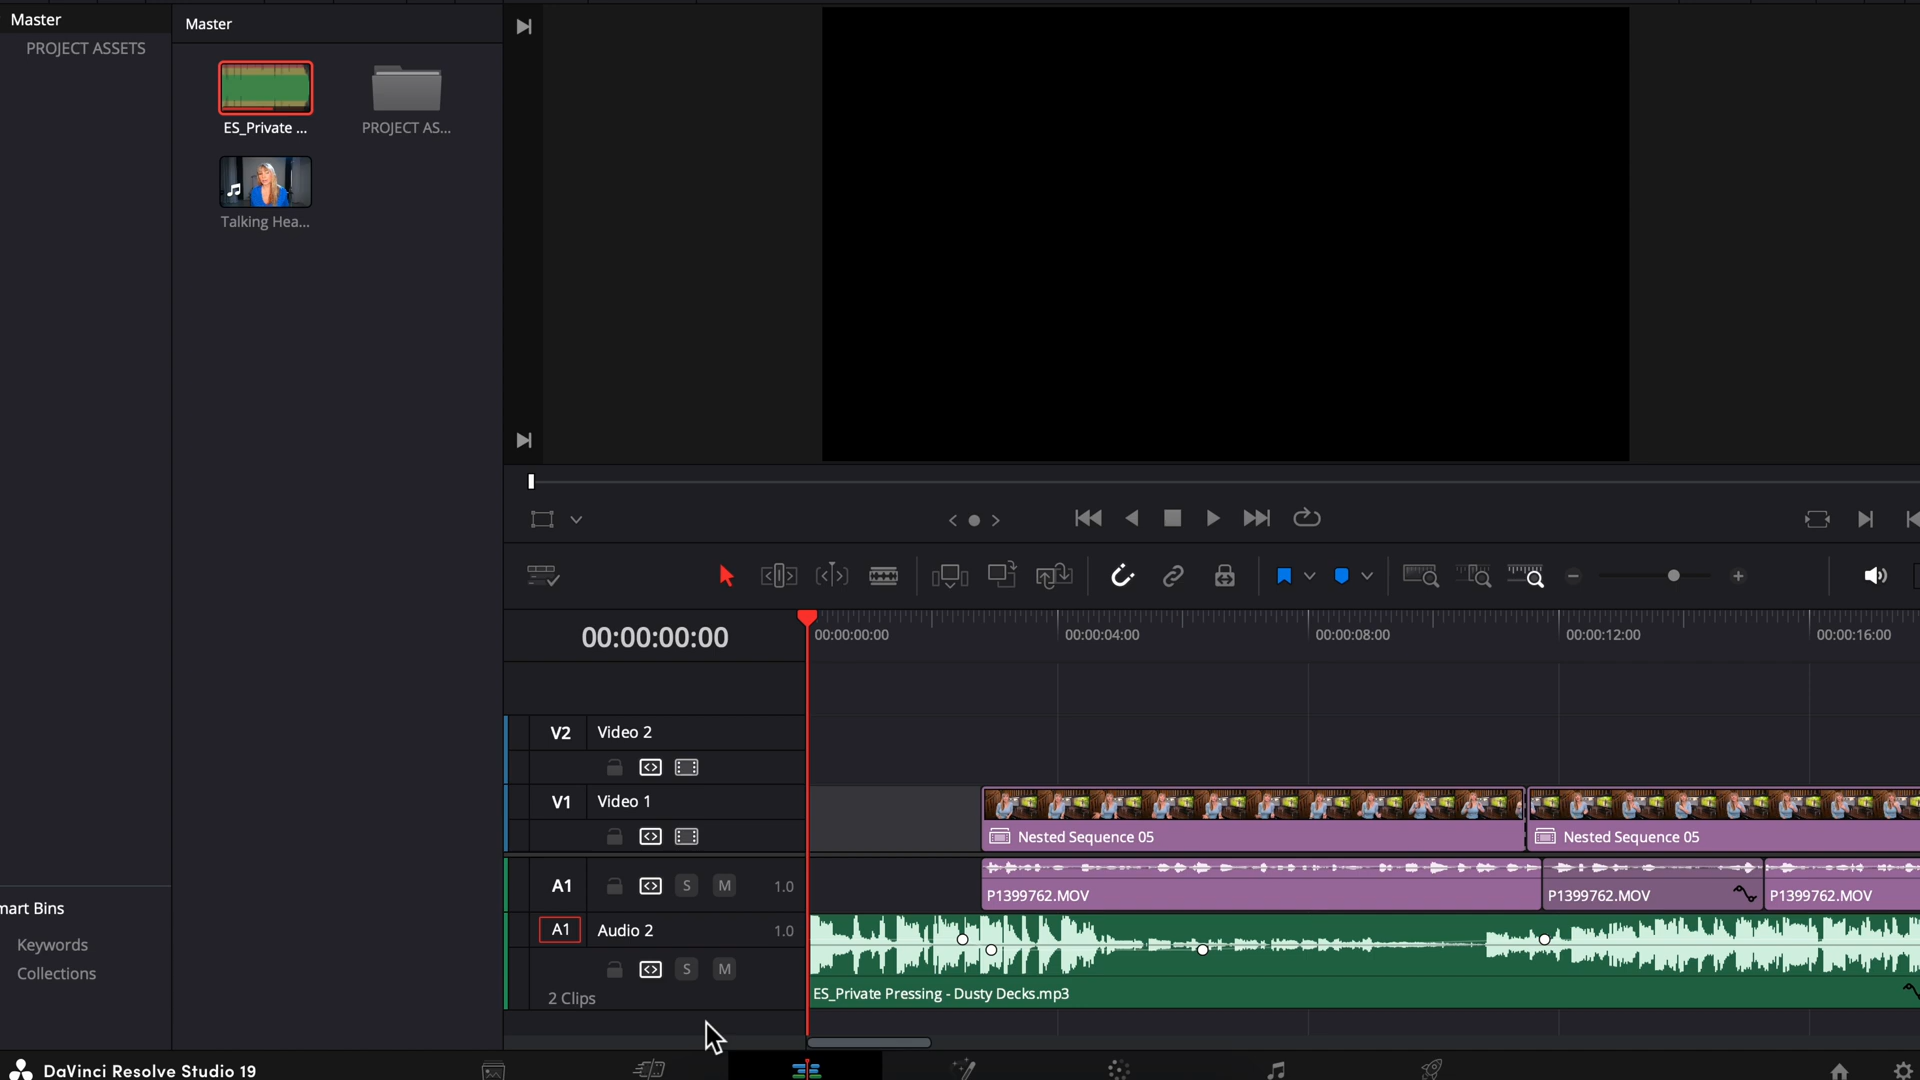 Master
PROJECT ASSETS
Master
ES_Private ...
PROJECT AS...
Talking Hea...
00:00:00:00
00:00:00:00
00:00:04:00
00:00:08:00
00:00:12:00
00:00:16:00
V2 Video 2
V1 Video 1
Nested Sequence 05
Nested Sequence 05
A1 S M 1.0
P1399762.MOV
P1399762.MOV
P1399762.MOV
A1 Audio 2 1.0
S M
2 Clips
ES_Private Pressing - Dusty Decks.mp3
mart Bins
Keywords
Collections
DaVinci Resolve Studio 19